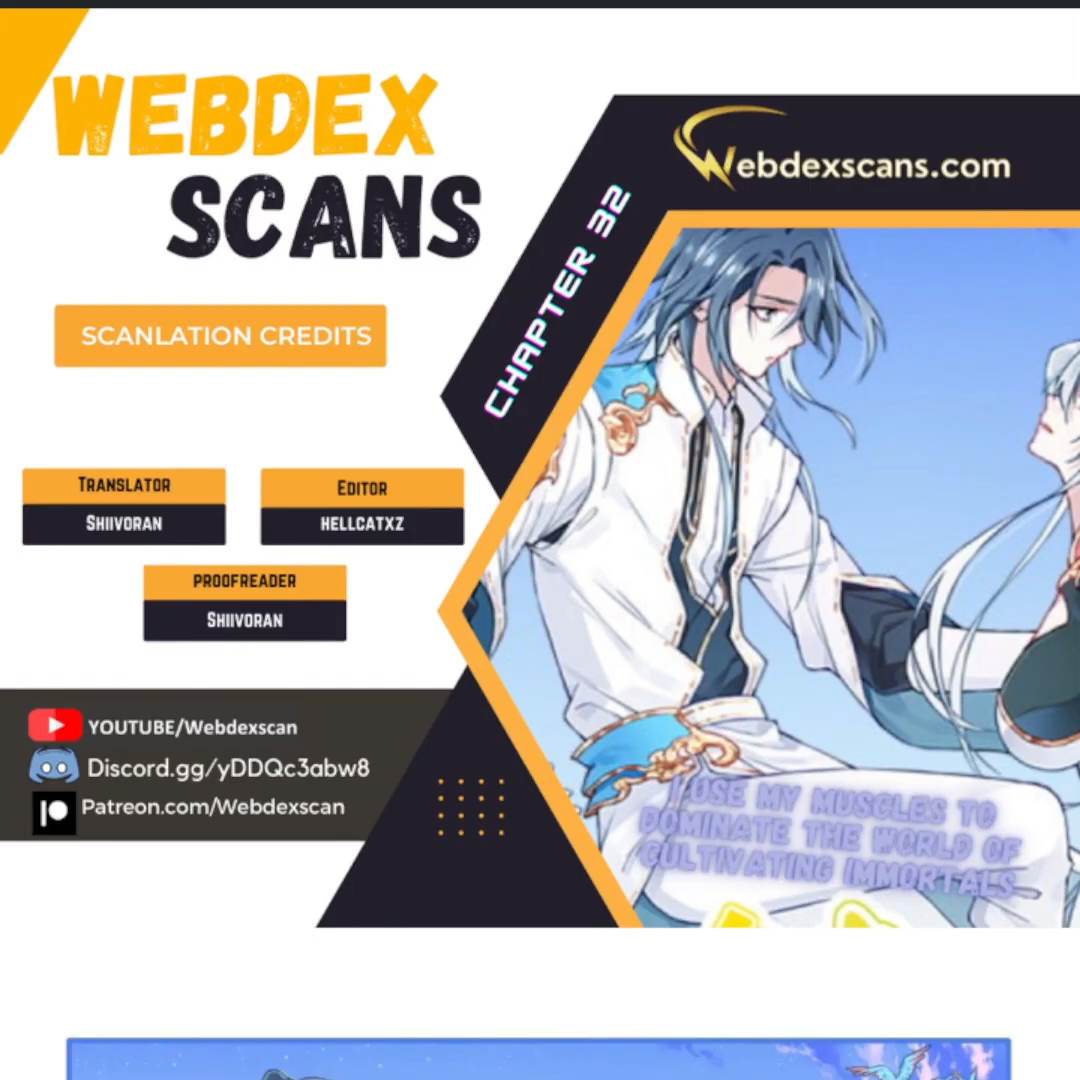 WEBDEX
SCANS
SCANLATION CREDITS
TRANSLATOR
SHIIVORAN
EDITOR
HELLCATXZ
PROOFREADER
SHIIVORAN
YOUTUBE/Webdexscan
Discord.gg/yDDQc3abw8
Patreon.com/Webdexscan
Webdexscans.com
CHAPTER 32
I USE MY MUSCLES TO
DOMINATE THE WORLD OF
CULTIVATING IMMORTALS